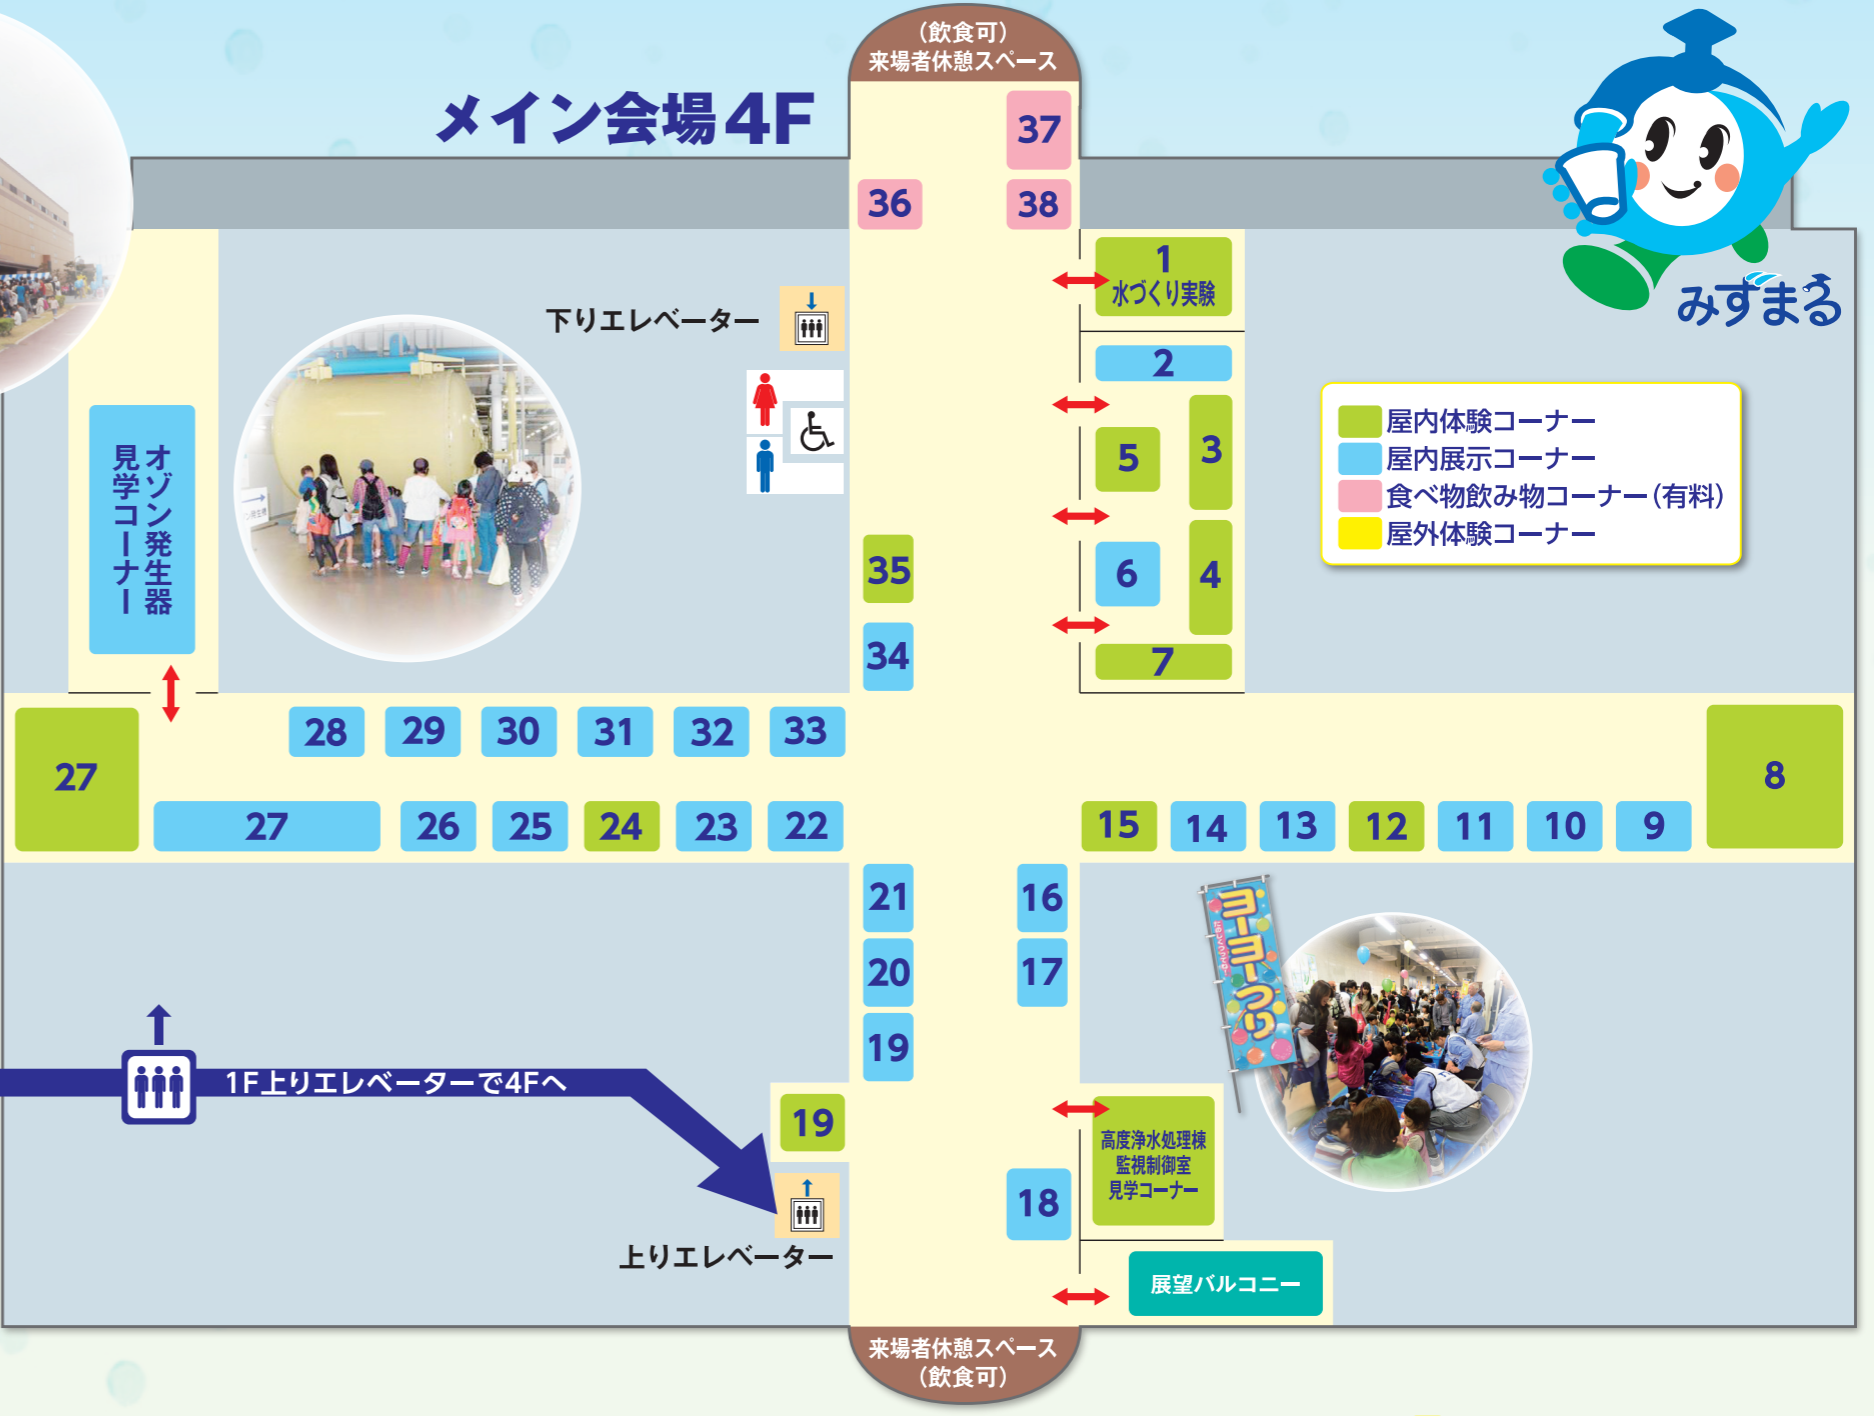 (飲食可)
来場者休憩スペース
メイン会場4F
37
36
38
1
水づくり実験
みずまる
下りエレベーター
2
屋内体験コーナー
屋内展示コーナー
食べ物飲み物コーナー(有料)
屋外体験コーナー
3
5
オゾン発生器
見学コーナー
35
6
4
34
7
28
29
30
31
32
33
27
8
27
26
25
24
23
22
15
14
13
12
11
10
9
21
16
20
17
ヨーヨーつり
19
1F上りエレベーターで4Fへ
19
高度浄水処理棟
監視制御室
見学コーナー
18
上りエレベーター
展望バルコニー
来場者休憩スペース
(飲食可)